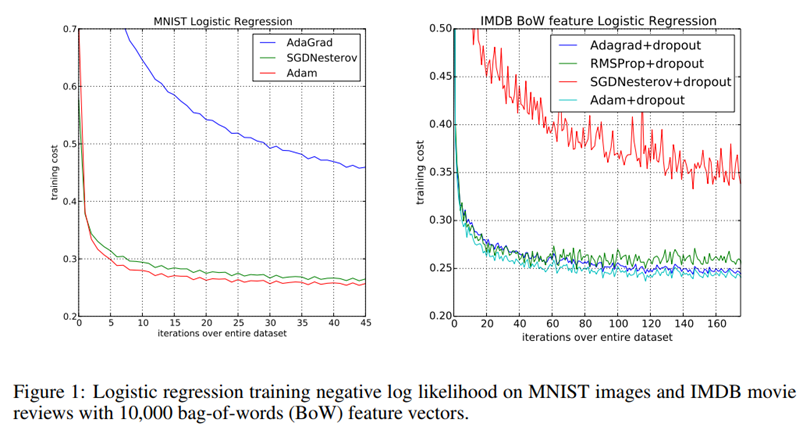 MNIST Logistic Regression
0.7
0.6
0.5
0.4
0.3
0.2
training cost
AdaGrad
SGDNesterov
Adam
0 5 10 15 20 25 30 35 40 45
iterations over entire dataset
IMDB BoW feature Logistic Regression
0.50
0.45
0.40
0.35
0.30
0.25
0.20
training cost
Adagrad+dropout
RMSProp+dropout
SGDNesterov+dropout
Adam+dropout
0 20 40 60 80 100 120 140 160
iterations over entire dataset
Figure 1: Logistic regression training negative log likelihood on MNIST images and IMDB movie
reviews with 10,000 bag-of-words (BoW) feature vectors.